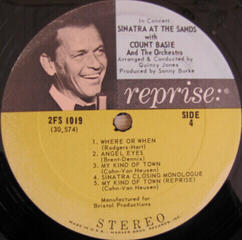 In Concert
SINATRA AT THE SANDS
with
COUNT BASIE
And The Orchestra
Arranged & Conducted by
Quincy Jones
Produced by Sonny Burke
reprise:®
2FS 1019
(30,574)
SIDE
4
1. WHERE OR WHEN
(Rodgers-Hart)
2. ANGEL EYES
(Brent-Dennis)
3. MY KIND OF TOWN
(Cahn-Van Heusen)
4. SINATRA CLOSING MONOLOGUE
5. MY KIND OF TOWN (REPRISE)
(Cahn-Van Heusen)
Manufactured for
Bristol Productions
STEREO